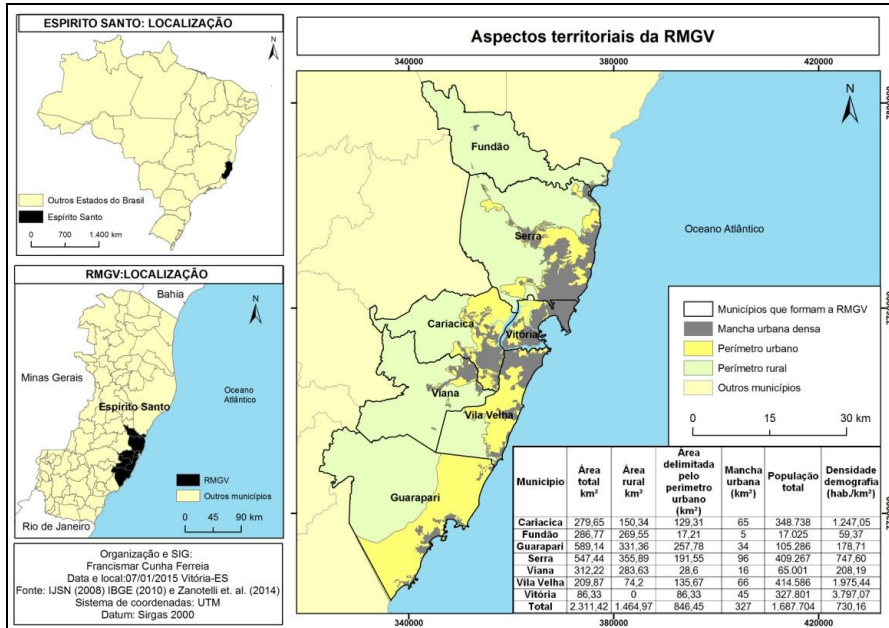 ESPIRITO SANTO: LOCALIZAÇÃO
N
Outros Estados do Brasil
Espírito Santo
0 700 1.400 km
RMGV:LOCALIZAÇÃO
Bahia
N
Minas Gerais
Oceano
Atlântico
Espírito Santo
RMGV
Outros municípios
0 45 90 km
Rio de Janeiro
Organização e SIG:
Francismar Cunha Ferreia
Data e local:07/01/2015 Vitória-ES
Fonte: IJSN (2008) IBGE (2010) e Zanotelli et. al. (2014)
Sistema de coordenadas: UTM
Datum: Sirgas 2000
Aspectos territoriais da RMGV
340000 380000 420000
N
Fundão
Serra
Oceano Atlântico
Cariacica
Vitória
Viana
Vila Velha
Guarapari
Municípios que formam a RMGV
Mancha urbana densa
Perímetro urbano
Perímetro rural
Outros municípios
0 15 30 km
Município Área total km² Área rural km² Área delimitada pelo perímetro urbano (km²) Mancha urbana (km²) População total Densidade demografia (hab./km²)
Cariacica 279,65 150,34 129,31 65 348.738 1.247,05
Fundão 286,77 269,55 17,21 5 17.025 59,37
Guarapari 589,14 331,36 257,78 34 105.286 178,71
Serra 547,44 355,89 191,55 96 409.267 747,60
Viana 312,22 283,63 28,6 16 65.001 208,19
Vila Velha 209,87 74,2 135,67 66 414.586 1.975,44
Vitória 86,33 0 86,33 45 327.801 3.797,07
Total 2.311,42 1.464,97 846,45 327 1.687.704 730,16
340000 380000 420000